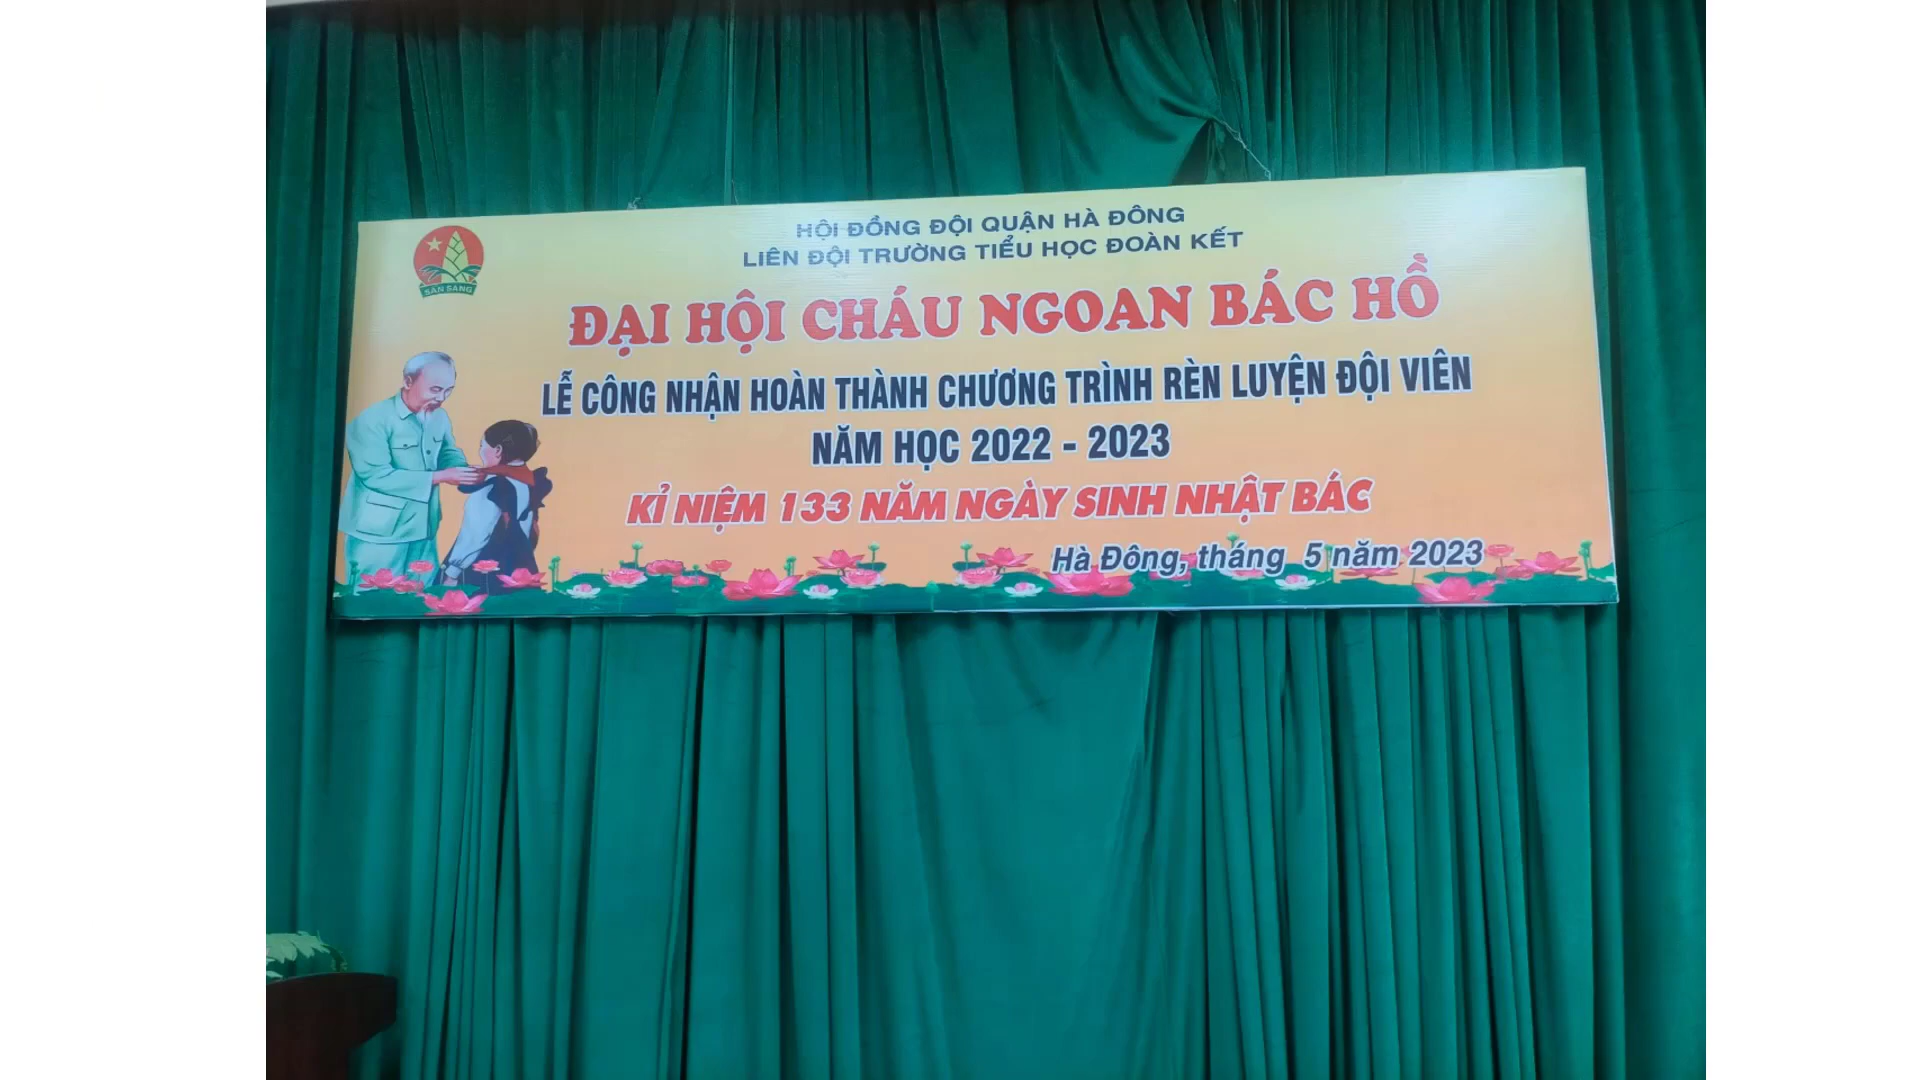 HỘI ĐỒNG ĐỘI QUẬN HÀ ĐÔNG
LIÊN ĐỘI TRƯỜNG TIỂU HỌC ĐOÀN KẾT
SẴN SÀNG
ĐẠI HỘI CHÁU NGOAN BÁC HỒ
LỄ CÔNG NHẬN HOÀN THÀNH CHƯƠNG TRÌNH RÈN LUYỆN ĐỘI VIÊN
NĂM HỌC 2022 - 2023
KỈ NIỆM 133 NĂM NGÀY SINH NHẬT BÁC
Hà Đông, tháng 5 năm 2023